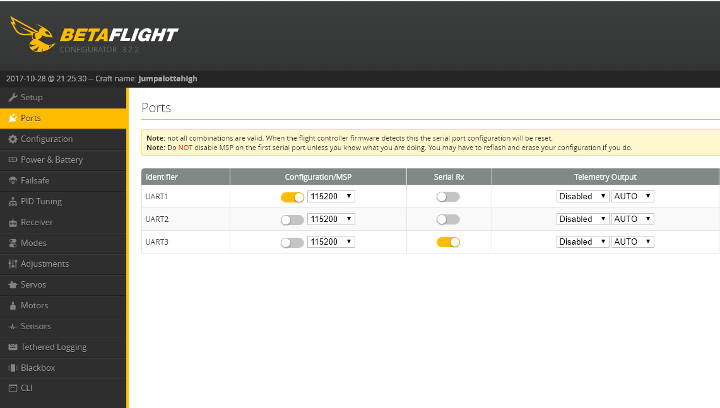 BETAFLIGHT
CONFIGURATOR 3.2.2
2017-10-28 @ 21:25:30 -- Craft name: Jumpalottahigh
Setup
Ports
Configuration
Power & Battery
Failsafe
PID Tuning
Receiver
Modes
Adjustments
Servos
Motors
Sensors
Tethered Logging
Blackbox
CLI
Ports
Note: not all combinations are valid. When the flight controller firmware detects this the serial port configuration will be reset.
Note: Do NOT disable MSP on the first serial port unless you know what you are doing. You may have to reflash and erase your configuration if you do.
Identifier Configuration/MSP Serial Rx Telemetry Output
UART1 115200 Disabled AUTO
UART2 115200 Disabled AUTO
UART3 115200 Disabled AUTO